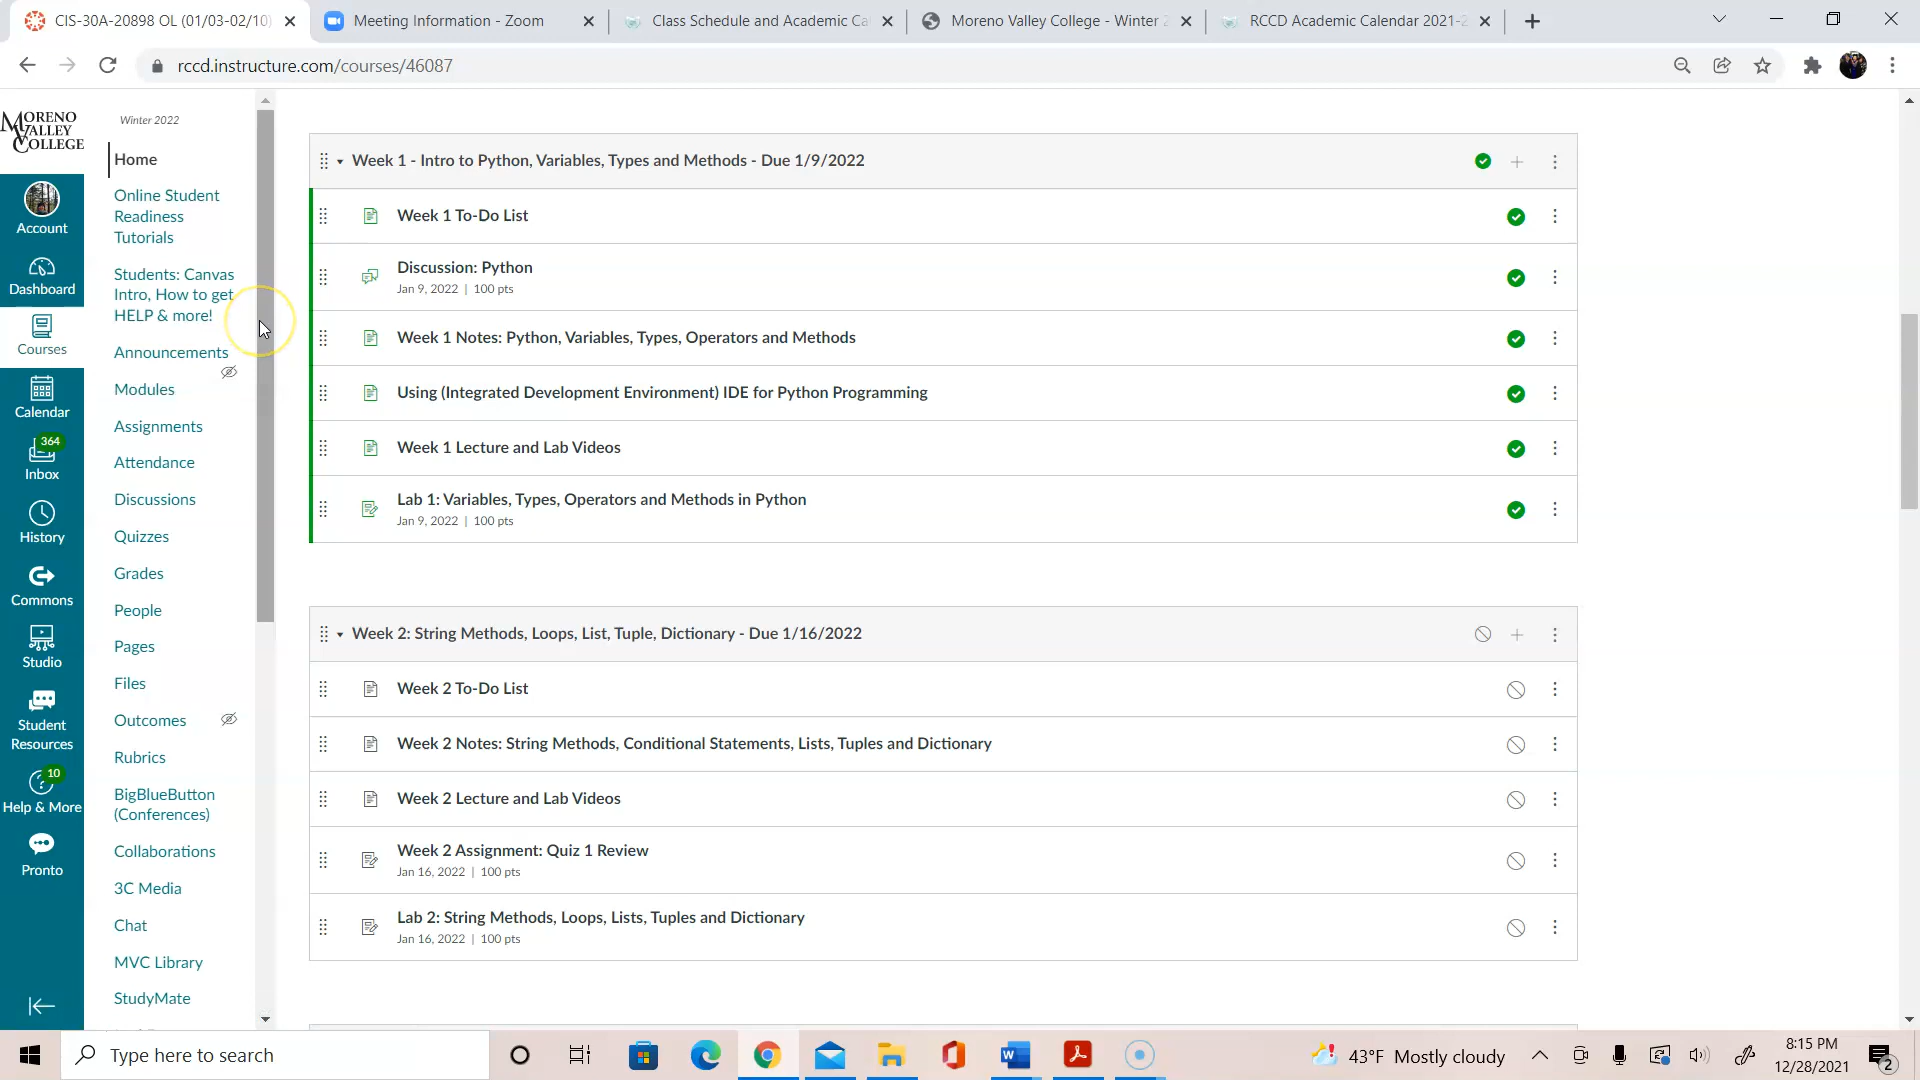 CIS-30A-20898 OL (01/03-02/10)
Meeting Information - Zoom
Class Schedule and Academic Ca
Moreno Valley College - Winter 2
RCCD Academic Calendar 2021-2
rccd.instructure.com/courses/46087
MORENO
VALLEY
COLLEGE
Account
Dashboard
Courses
Calendar
364
Inbox
History
Commons
Studio
Student
Resources
10
Help & More
Pronto
Winter 2022
Home
Online Student
Readiness
Tutorials
Students: Canvas
Intro, How to get
HELP & more!
Announcements
Modules
Assignments
Attendance
Discussions
Quizzes
Grades
People
Pages
Files
Outcomes
Rubrics
BigBlueButton
(Conferences)
Collaborations
3C Media
Chat
MVC Library
StudyMate
Week 1 - Intro to Python, Variables, Types and Methods - Due 1/9/2022
Week 1 To-Do List
Discussion: Python
Jan 9, 2022 | 100 pts
Week 1 Notes: Python, Variables, Types, Operators and Methods
Using (Integrated Development Environment) IDE for Python Programming
Week 1 Lecture and Lab Videos
Lab 1: Variables, Types, Operators and Methods in Python
Jan 9, 2022 | 100 pts
Week 2: String Methods, Loops, List, Tuple, Dictionary - Due 1/16/2022
Week 2 To-Do List
Week 2 Notes: String Methods, Conditional Statements, Lists, Tuples and Dictionary
Week 2 Lecture and Lab Videos
Week 2 Assignment: Quiz 1 Review
Jan 16, 2022 | 100 pts
Lab 2: String Methods, Loops, Lists, Tuples and Dictionary
Jan 16, 2022 | 100 pts
Type here to search
43°F Mostly cloudy
8:15 PM
12/28/2021
2